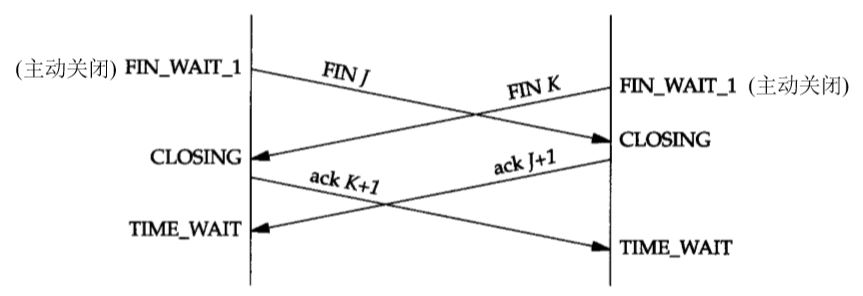 (主动关闭) FIN_WAIT_1
FIN J
FIN K
FIN_WAIT_1 (主动关闭)
CLOSING
CLOSING
ack J+1
ack K+1
TIME_WAIT
TIME_WAIT